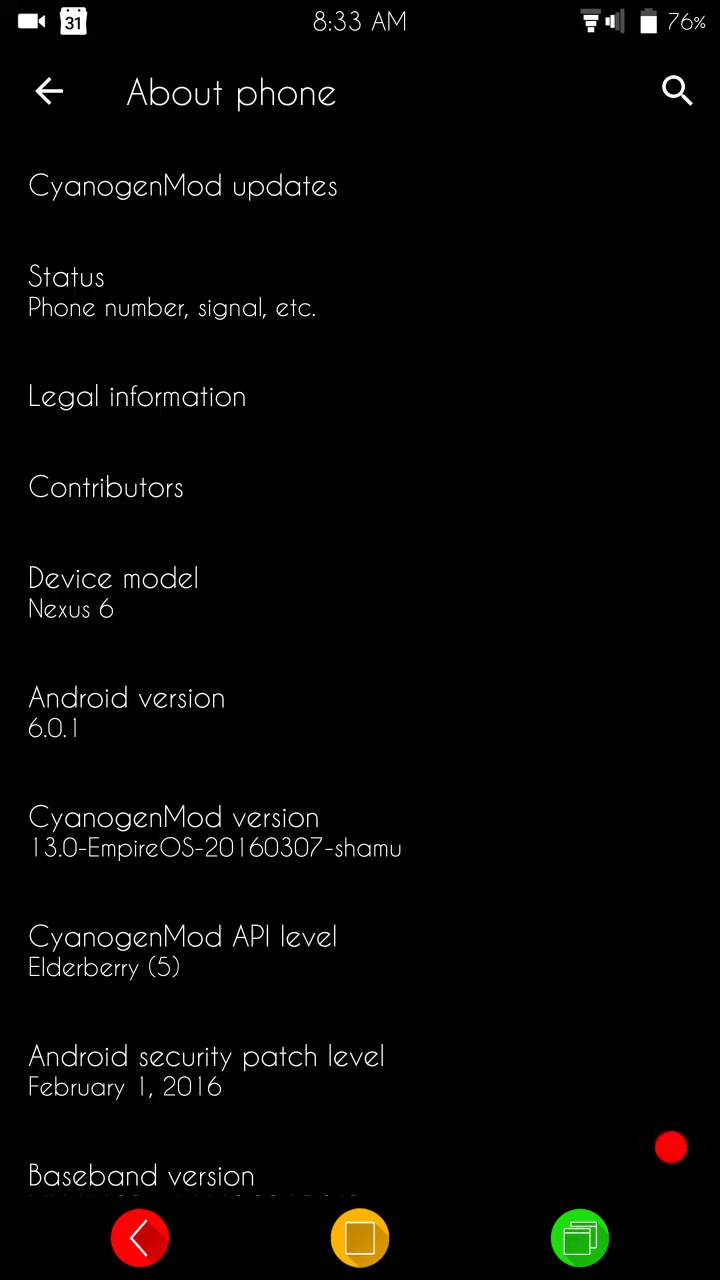 31 8:33 AM 76%
About phone
CyanogenMod updates
Status
Phone number, signal, etc.
Legal information
Contributors
Device model
Nexus 6
Android version
6.0.1
CyanogenMod version
13.0-EmpireOS-20160307-shamu
CyanogenMod API level
Elderberry (5)
Android security patch level
February 1, 2016
Baseband version